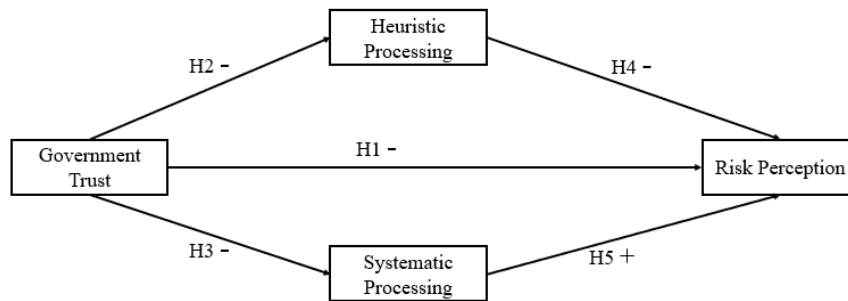 Heuristic
Processing
H2 -
H4 -
Government
Trust
H1 -
Risk Perception
H3 -
Systematic
Processing
H5 +